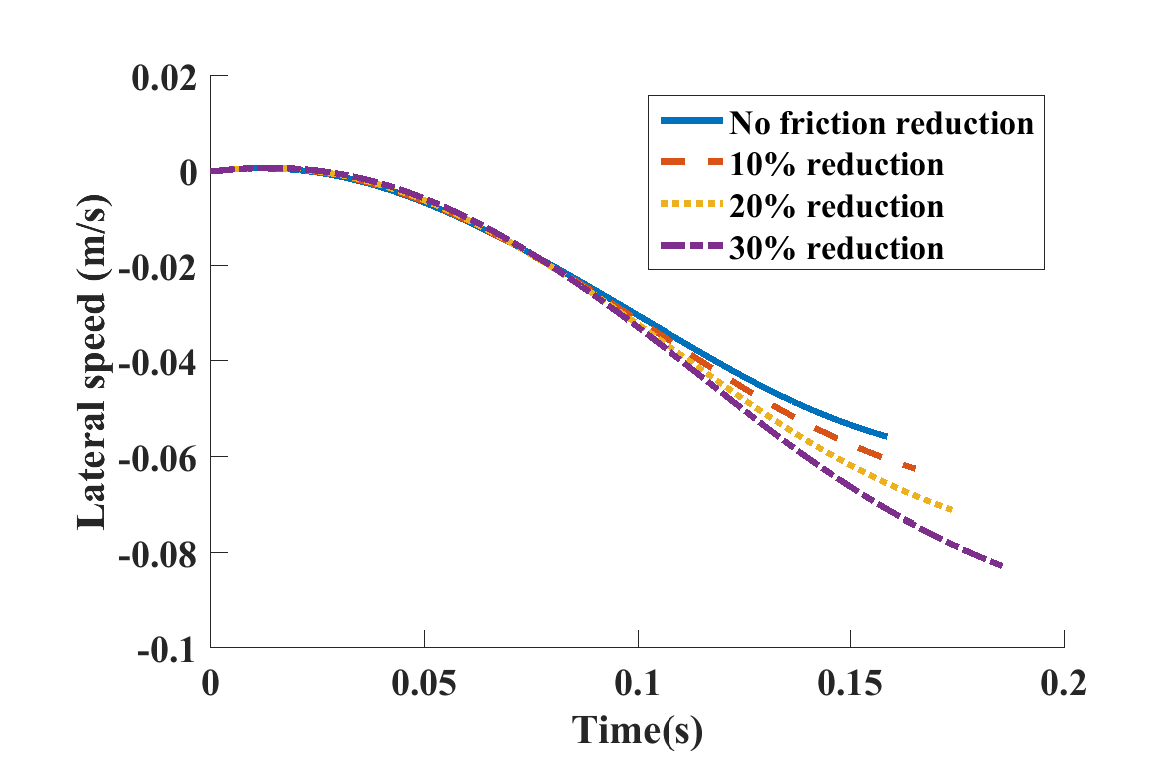 0.02
0
-0.02
-0.04
-0.06
-0.08
-0.1
Lateral speed (m/s)
No friction reduction
10% reduction
20% reduction
30% reduction
0 0.05 0.1 0.15 0.2
Time(s)